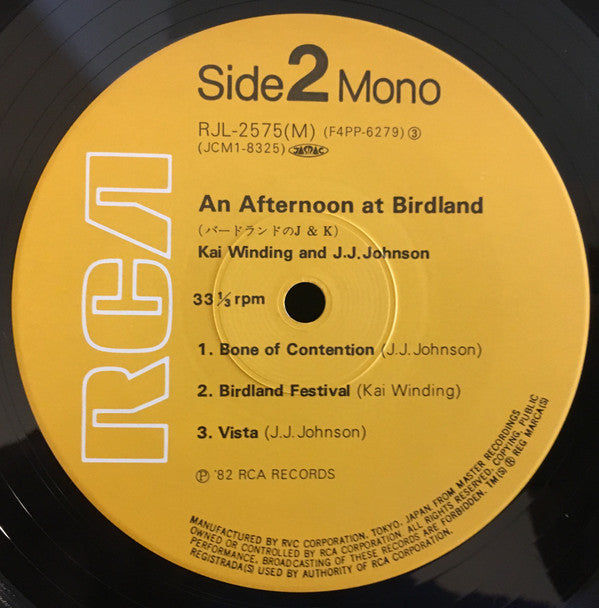 Side 2 Mono
RJL-2575(M) (F4PP-6279)③
(JCM1-8325) JASRAC
RCA
An Afternoon at Birdland
(バードランドのJ & K)
Kai Winding and J.J.Johnson
33⅓rpm
1. Bone of Contention (J.J.Johnson)
2. Birdland Festival (Kai Winding)
3. Vista (J.J.Johnson)
Ⓟ '82 RCA RECORDS
MANUFACTURED BY RVC CORPORATION, TOKYO, JAPAN, FROM MASTER RECORDINGS
OWNED OR CONTROLLED BY RCA CORPORATION. ALL RIGHTS RESERVED, COPYING, PUBLIC
PERFORMANCE, BROADCASTING OF THESE RECORDS ARE FORBIDDEN. TM(S) ® REG MARCA(S)
REGISTRADA(S) USED BY AUTHORITY OF RCA CORPORATION.